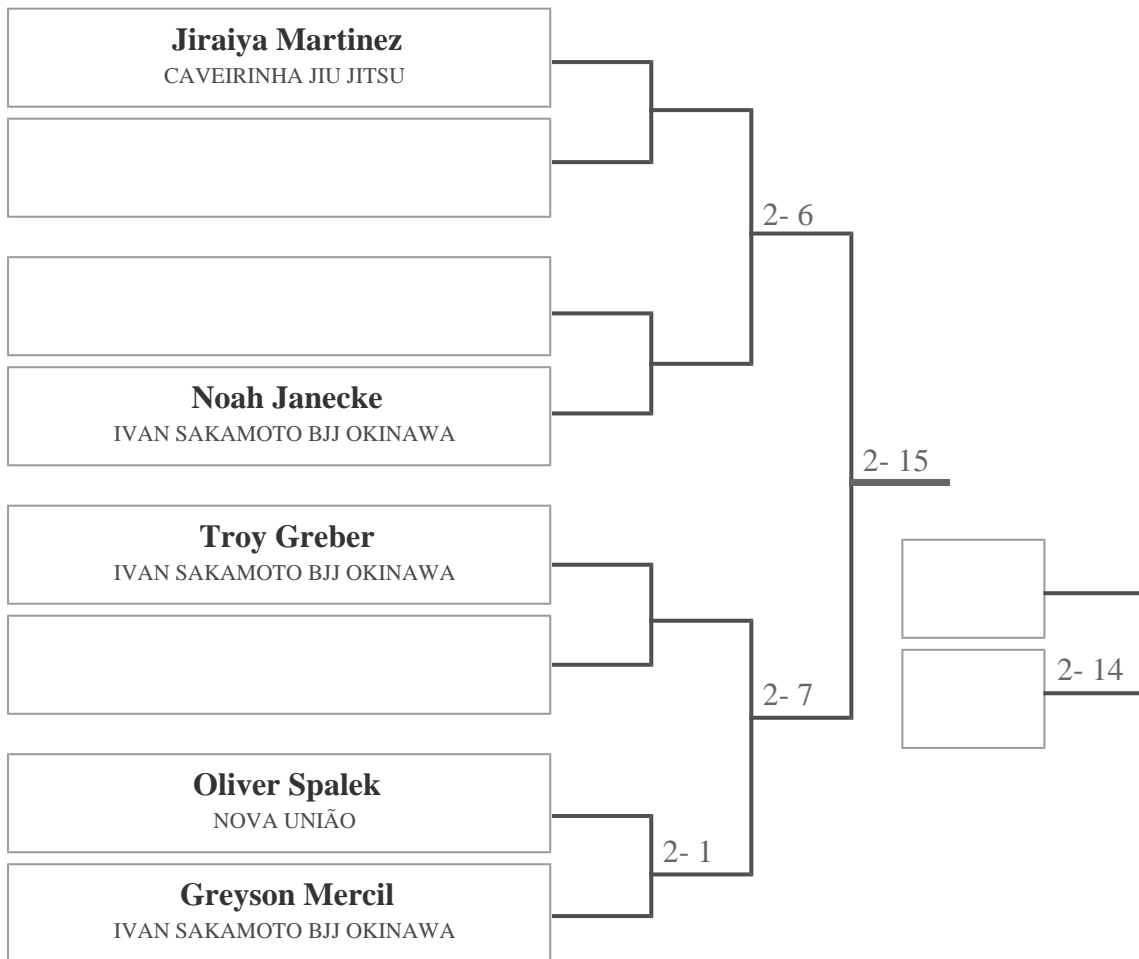 Jiraiya Martinez
CAVEIRINHA JIU JITSU
2- 6
Noah Janecke
IVAN SAKAMOTO BJJ OKINAWA
2- 15
Troy Greber
IVAN SAKAMOTO BJJ OKINAWA
2- 14
2- 7
Oliver Spalek
NOVA UNIÃO
2- 1
Greyson Mercil
IVAN SAKAMOTO BJJ OKINAWA